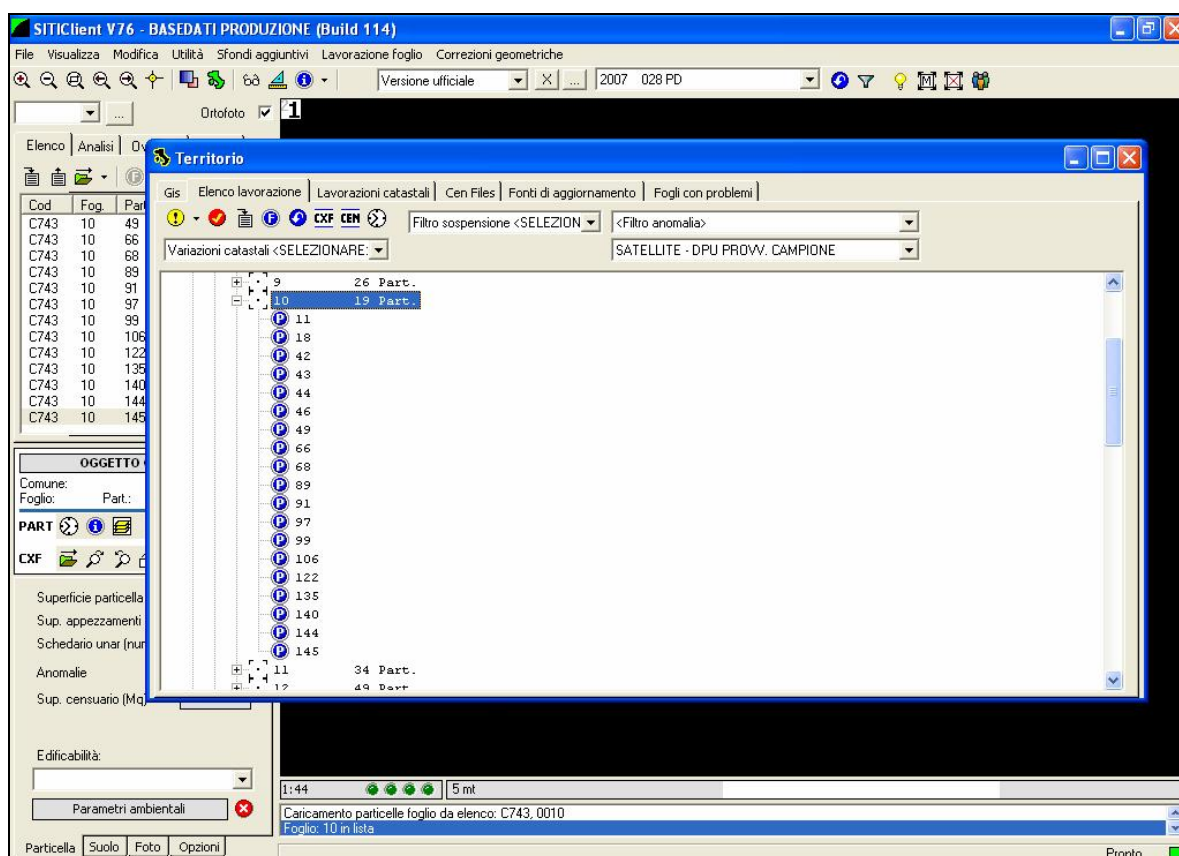 SITIClient V76 - BASEDATI PRODUZIONE (Build 114)
File Visualizza Modifica Utilità Sfondi aggiuntivi Lavorazione foglio Correzioni geometriche
Versione ufficiale X ... 2007 028 PD
... Ortofoto 1
Elenco Analisi
Territorio
Gis Elenco lavorazione Lavorazioni catastali Cen Files Fonti di aggiornamento Fogli con problemi
CXF CEN Filtro sospensione <SELEZION <Filtro anomalia>
Variazioni catastali <SELEZIONARE: SATELLITE - DPU PROVV. CAMPIONE
Cod Fog. Part
C743 10 49
C743 10 66
C743 10 68
C743 10 89
C743 10 91
C743 10 97
C743 10 99
C743 10 106
C743 10 122
C743 10 135
C743 10 140
C743 10 144
C743 10 145
9 26 Part.
10 19 Part.
P 11
P 18
P 42
P 43
P 44
P 46
P 49
P 66
P 68
P 89
P 91
P 97
P 99
P 106
P 122
P 135
P 140
P 144
P 145
11 34 Part.
12 49 Part
OGGETTO
Comune:
Foglio: Part.:
PART
CXF
Superficie particella
Sup. appezzamenti
Schedario unar (nur
Anomalie
Sup. censuario (Mq)
Edificabilità:
Parametri ambientali
Particella Suolo Foto Opzioni
1:44 5 mt
Caricamento particelle foglio da elenco: C743, 0010
Foglio: 10 in lista
Pronto